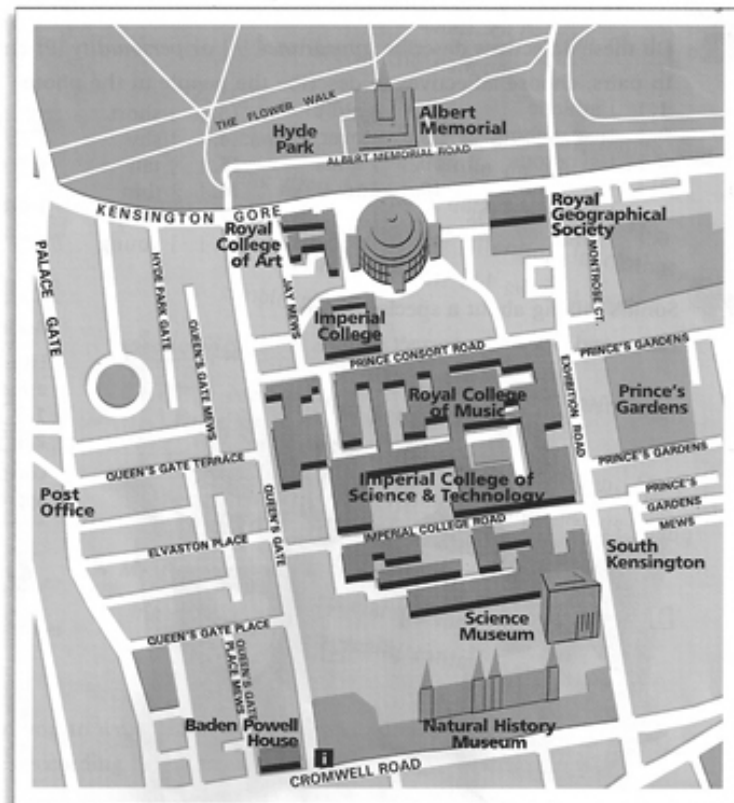 THE FLOWER WALK
Hyde
Park
Albert
Memorial
ALBERT MEMORIAL ROAD
KENSINGTON GORE
Royal
College
of Art
Royal
Geographical
Society
PALACE GATE
HYDE PARK GATE
QUEEN'S GATE MEWS
JAY MEWS
MONTROSE CT.
Imperial
College
PRINCE CONSORT ROAD
EXHIBITION ROAD
PRINCE'S GARDENS
Royal College
of Music
Prince's
Gardens
QUEEN'S GATE TERRACE
PRINCE'S GARDENS
Post
Office
QUEEN'S GATE
Imperial College of
Science & Technology
PRINCE'S
GARDENS
MEWS
ELVASTON PLACE
IMPERIAL COLLEGE ROAD
South
Kensington
QUEEN'S GATE PLACE
Science
Museum
QUEEN'S GATE
PLACE MEWS
Baden Powell
House
Natural History
Museum
i
CROMWELL ROAD